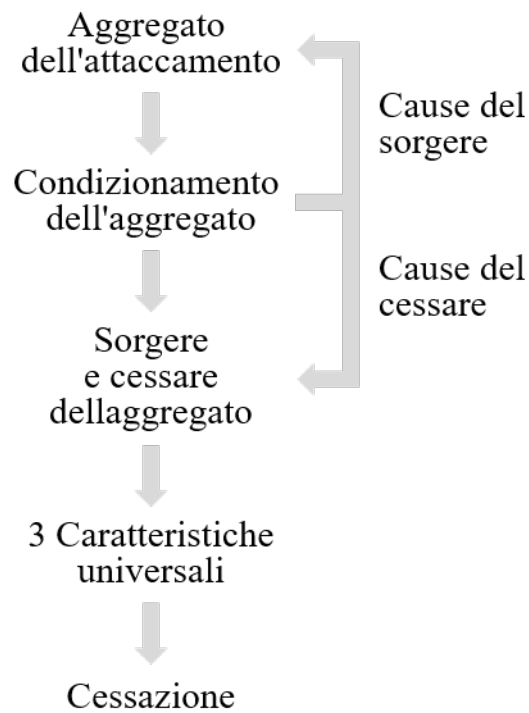 Aggregato
dell'attaccamento
Cause del
sorgere
Condizionamento
dell'aggregato
Cause del
cessare
Sorgere
e cessare
dellaggregato
3 Caratteristiche
universali
Cessazione